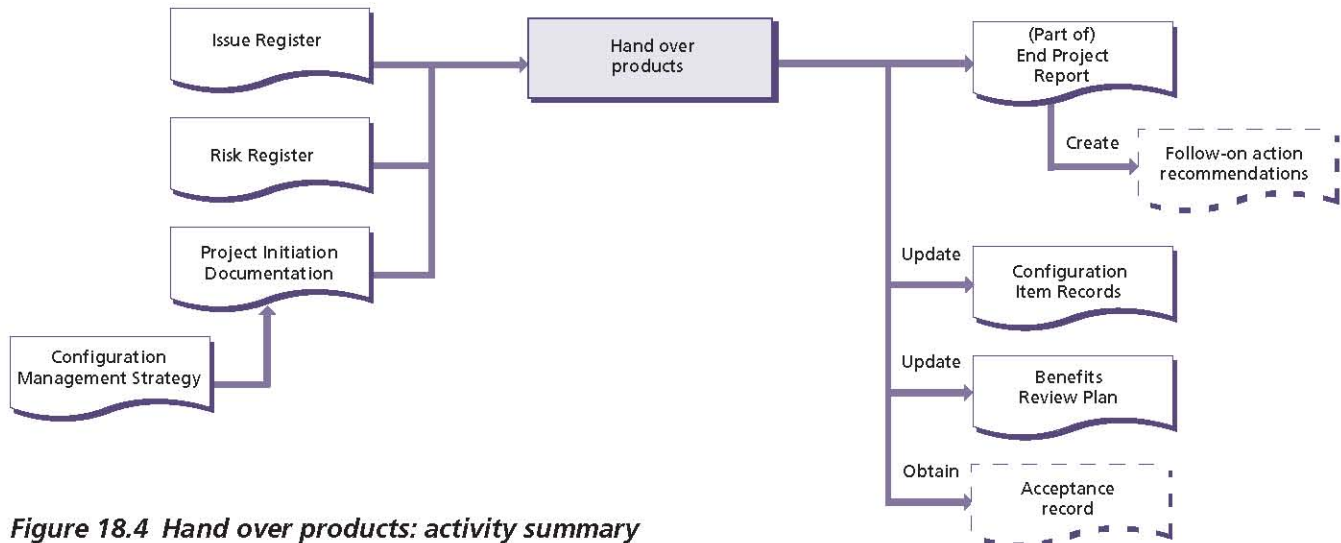 Issue Register
Risk Register
Project Initiation
Documentation
Configuration
Management Strategy
Hand over
products
(Part of)
End Project
Report
Create
Follow-on action
recommendations
Update
Configuration
Item Records
Update
Benefits
Review Plan
Obtain
Acceptance
record
Figure 18.4 Hand over products: activity summary